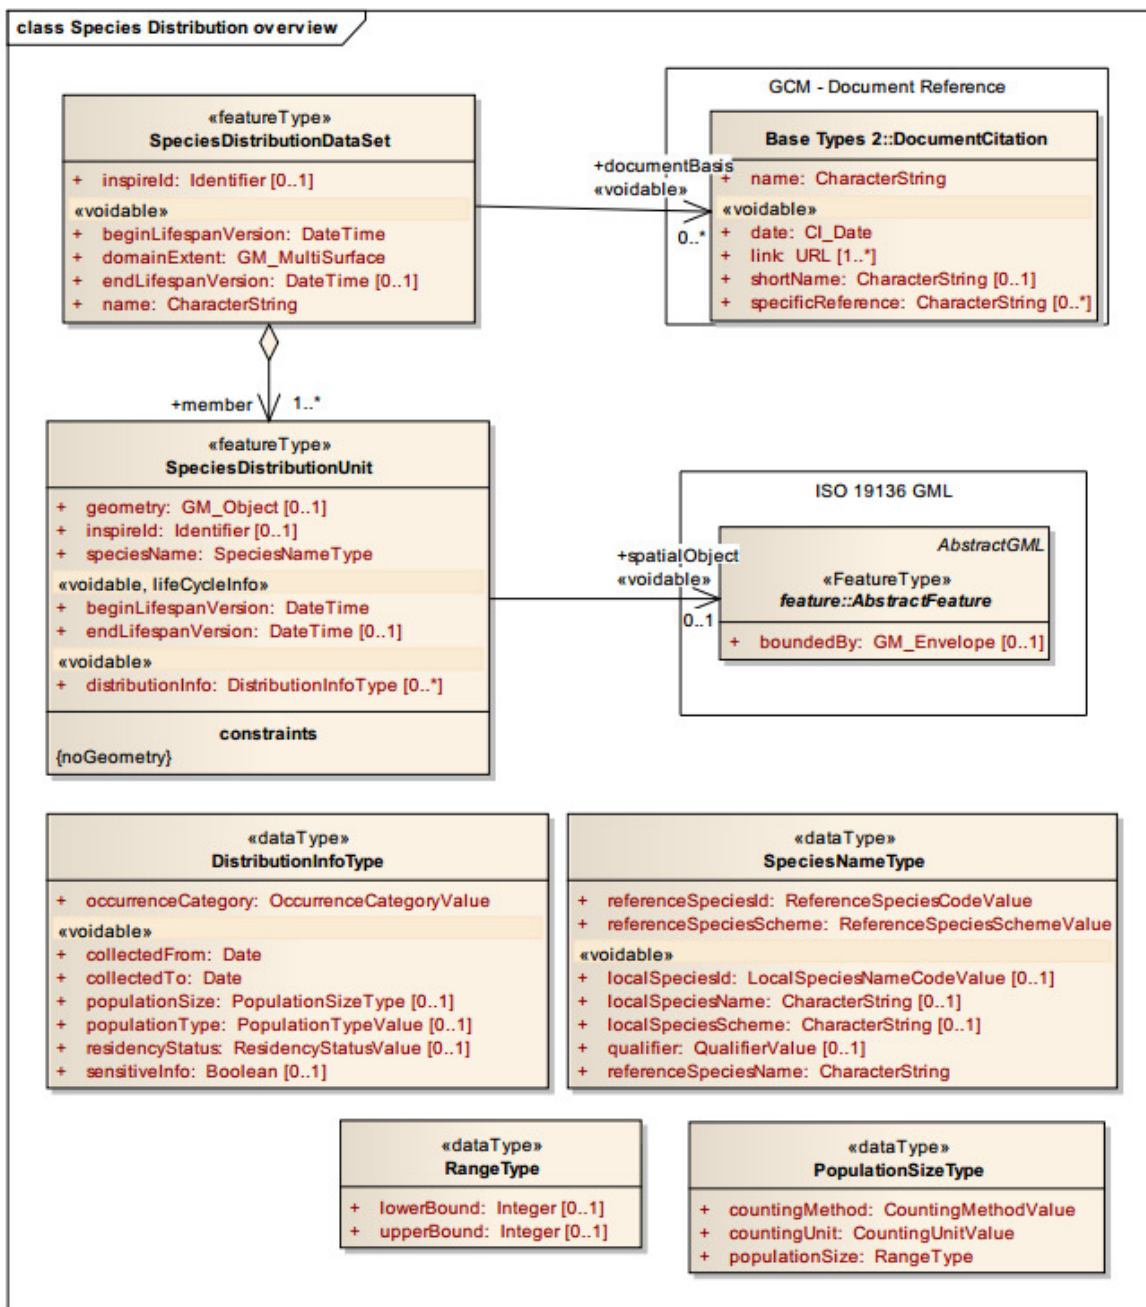 class Species Distribution overview
«featureType»
SpeciesDistributionDataSet
+ inspireId: Identifier [0..1]
«voidable»
+ beginLifespanVersion: DateTime
+ domainExtent: GM_MultiSurface
+ endLifespanVersion: DateTime [0..1]
+ name: CharacterString
+documentBasis
«voidable»
0..*
GCM - Document Reference
Base Types 2::DocumentCitation
+ name: CharacterString
«voidable»
+ date: CI_Date
+ link: URL [1..*]
+ shortName: CharacterString [0..1]
+ specificReference: CharacterString [0..*]
+member 1..*
«featureType»
SpeciesDistributionUnit
+ geometry: GM_Object [0..1]
+ inspireId: Identifier [0..1]
+ speciesName: SpeciesNameType
«voidable, lifeCycleInfo»
+ beginLifespanVersion: DateTime
+ endLifespanVersion: DateTime [0..1]
«voidable»
+ distributionInfo: DistributionInfoType [0..*]
constraints
{noGeometry}
+spatialObject
«voidable»
0..1
ISO 19136 GML
AbstractGML
«FeatureType»
feature::AbstractFeature
+ boundedBy: GM_Envelope [0..1]
«dataType»
DistributionInfoType
+ occurrenceCategory: OccurrenceCategoryValue
«voidable»
+ collectedFrom: Date
+ collectedTo: Date
+ populationSize: PopulationSizeType [0..1]
+ populationType: PopulationTypeValue [0..1]
+ residencyStatus: ResidencyStatusValue [0..1]
+ sensitiveInfo: Boolean [0..1]
«dataType»
SpeciesNameType
+ referenceSpeciesId: ReferenceSpeciesCodeValue
+ referenceSpeciesScheme: ReferenceSpeciesSchemeValue
«voidable»
+ localSpeciesId: LocalSpeciesNameCodeValue [0..1]
+ localSpeciesName: CharacterString [0..1]
+ localSpeciesScheme: CharacterString [0..1]
+ qualifier: QualifierValue [0..1]
+ referenceSpeciesName: CharacterString
«dataType»
RangeType
+ lowerBound: Integer [0..1]
+ upperBound: Integer [0..1]
«dataType»
PopulationSizeType
+ countingMethod: CountingMethodValue
+ countingUnit: CountingUnitValue
+ populationSize: RangeType